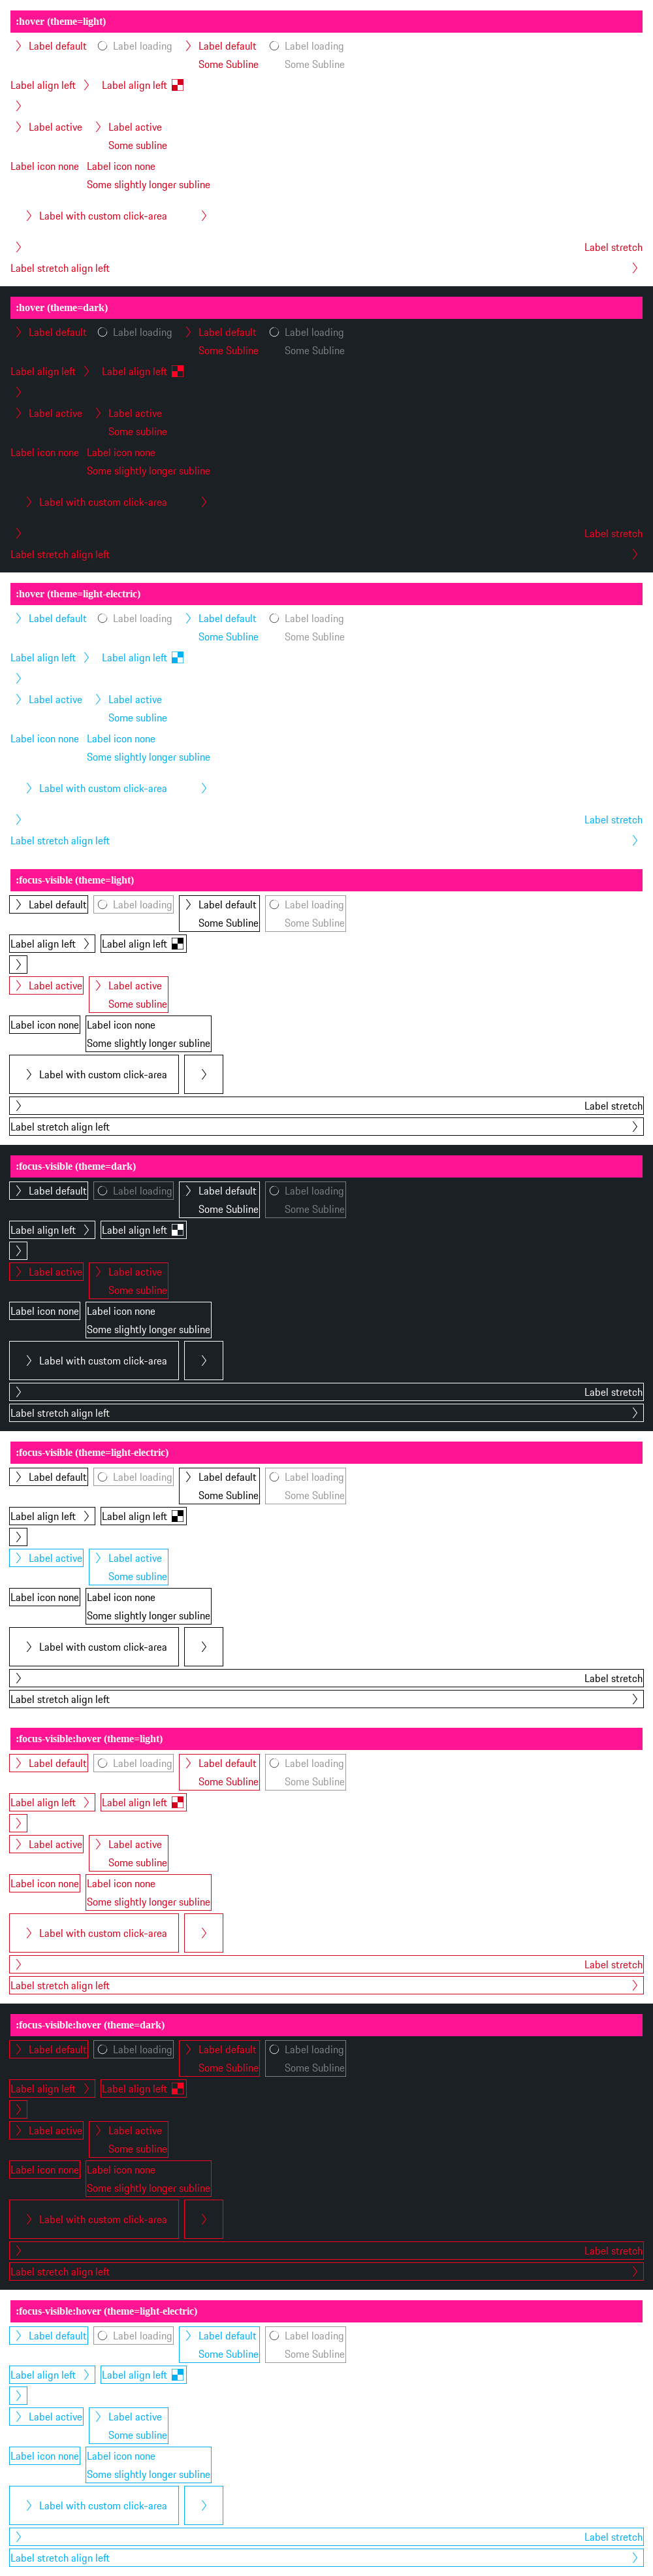 :hover (theme=light)
Label default Label loading Label default Label loading
Some Subline Some Subline
Label align left Label align left
Label active Label active
Some subline
Label icon none Label icon none
Some slightly longer subline
Label with custom click-area
Label stretch
Label stretch align left
:hover (theme=dark)
Label default Label loading Label default Label loading
Some Subline Some Subline
Label align left Label align left
Label active Label active
Some subline
Label icon none Label icon none
Some slightly longer subline
Label with custom click-area
Label stretch
Label stretch align left
:hover (theme=light-electric)
Label default Label loading Label default Label loading
Some Subline Some Subline
Label align left Label align left
Label active Label active
Some subline
Label icon none Label icon none
Some slightly longer subline
Label with custom click-area
Label stretch
Label stretch align left
:focus-visible (theme=light)
Label default Label loading Label default Label loading
Some Subline Some Subline
Label align left Label align left
Label active Label active
Some subline
Label icon none Label icon none
Some slightly longer subline
Label with custom click-area
Label stretch
Label stretch align left
:focus-visible (theme=dark)
Label default Label loading Label default Label loading
Some Subline Some Subline
Label align left Label align left
Label active Label active
Some subline
Label icon none Label icon none
Some slightly longer subline
Label with custom click-area
Label stretch
Label stretch align left
:focus-visible (theme=light-electric)
Label default Label loading Label default Label loading
Some Subline Some Subline
Label align left Label align left
Label active Label active
Some subline
Label icon none Label icon none
Some slightly longer subline
Label with custom click-area
Label stretch
Label stretch align left
:focus-visible:hover (theme=light)
Label default Label loading Label default Label loading
Some Subline Some Subline
Label align left Label align left
Label active Label active
Some subline
Label icon none Label icon none
Some slightly longer subline
Label with custom click-area
Label stretch
Label stretch align left
:focus-visible:hover (theme=dark)
Label default Label loading Label default Label loading
Some Subline Some Subline
Label align left Label align left
Label active Label active
Some subline
Label icon none Label icon none
Some slightly longer subline
Label with custom click-area
Label stretch
Label stretch align left
:focus-visible:hover (theme=light-electric)
Label default Label loading Label default Label loading
Some Subline Some Subline
Label align left Label align left
Label active Label active
Some subline
Label icon none Label icon none
Some slightly longer subline
Label with custom click-area
Label stretch
Label stretch align left